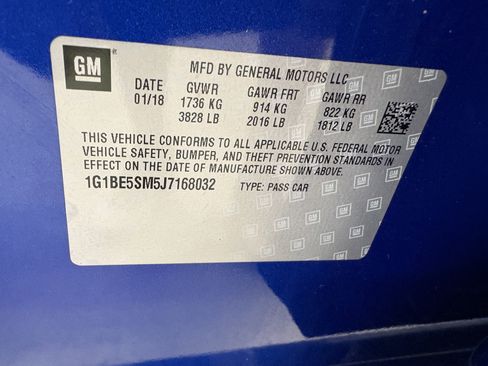 GM
MFD BY GENERAL MOTORS LLC
DATE GVWR GAWR FRT GAWR RR
01/18 1736 KG 914 KG 822 KG
3828 LB 2016 LB 1812 LB
THIS VEHICLE CONFORMS TO ALL APPLICABLE U.S. FEDERAL MOTOR
VEHICLE SAFETY, BUMPER, AND THEFT PREVENTION STANDARDS IN
EFFECT ON THE DATE OF MANUFACTURE SHOWN ABOVE.
1G1BE5SM5J7168032 TYPE: PASS CAR